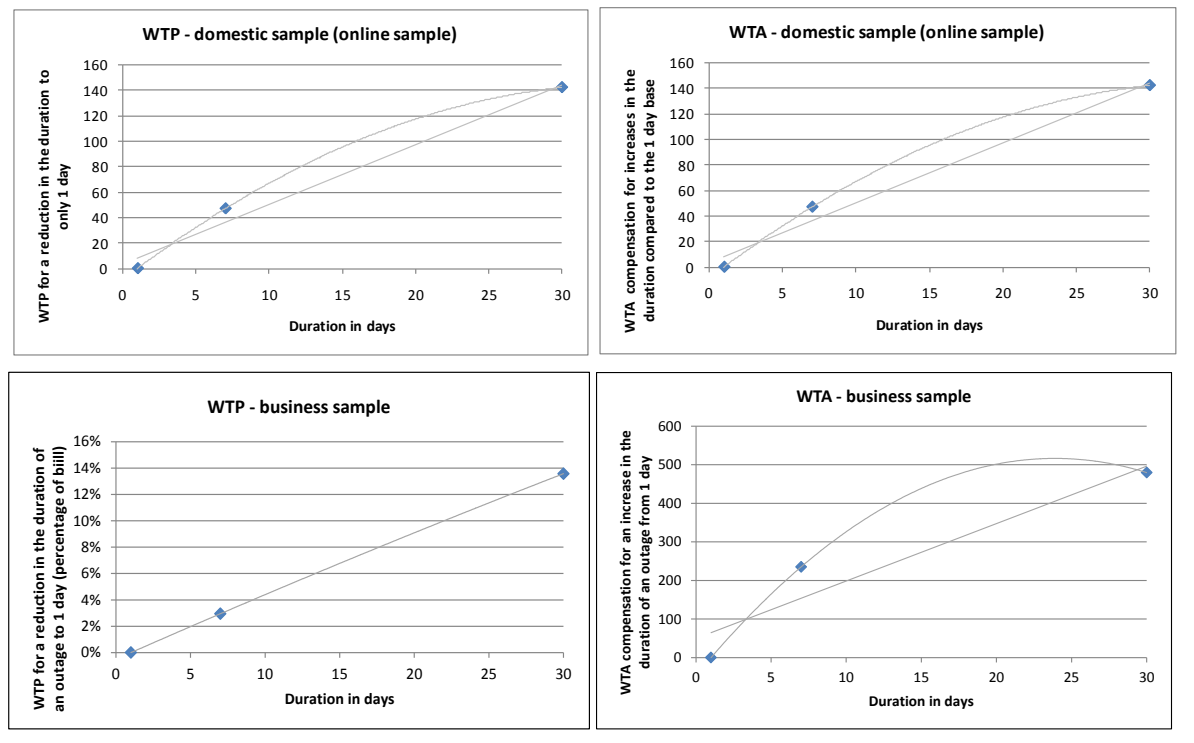 WTP - domestic sample (online sample)
WTP for a reduction in the duration to
only 1 day
160
140
120
100
80
60
40
20
0
0 5 10 15 20 25 30
Duration in days
WTA - domestic sample (online sample)
WTA compensation for increases in the
duration compared to the 1 day base
160
140
120
100
80
60
40
20
0
0 5 10 15 20 25 30
Duration in days
WTP - business sample
WTP for a reduction in the duration of
an outage to 1 day (percentage of biill)
16%
14%
12%
10%
8%
6%
4%
2%
0%
0 5 10 15 20 25 30
Duration in days
WTA - business sample
WTA compensation for an increase in the
duration of an outage from 1 day
600
500
400
300
200
100
0
0 5 10 15 20 25 30
Duration in days